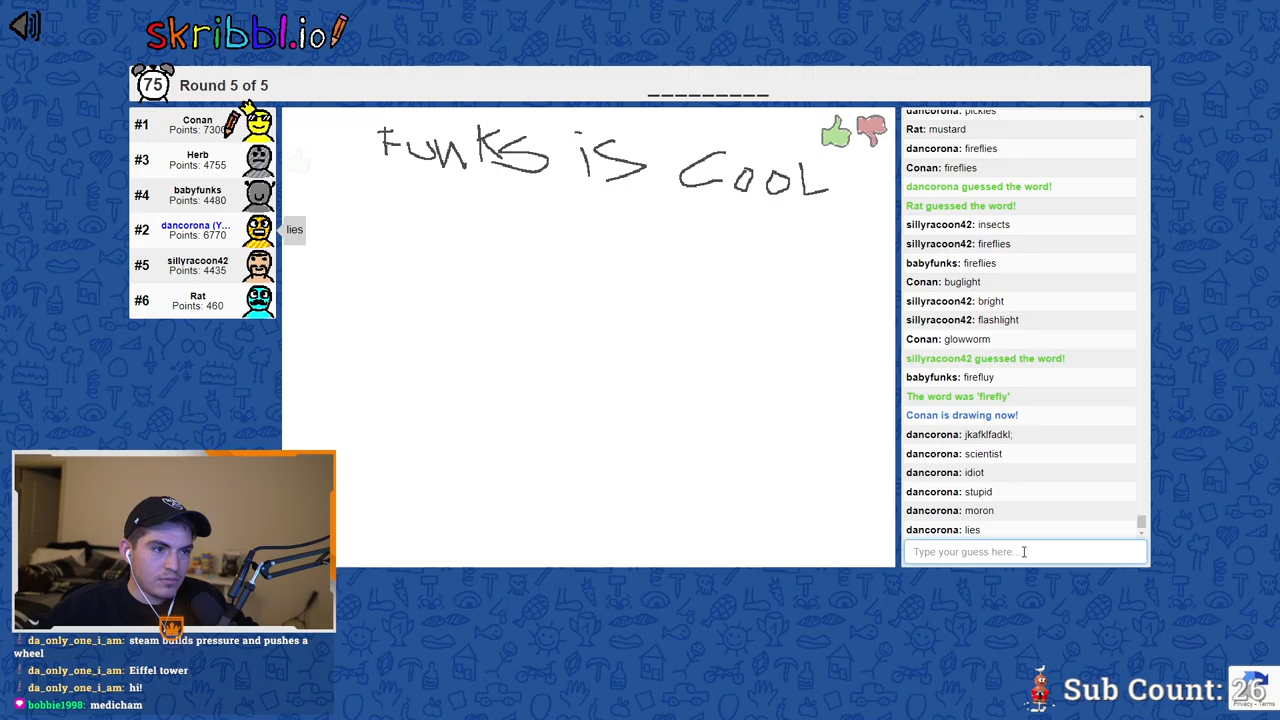 skribbl.io
75 Round 5 of 5 _________
#1 Conan
Points: 7300
#3 Herb
Points: 4755
#4 babyfunks
Points: 4480
#2 dancorona (Y...
Points: 6770
lies
#5 sillyracoon42
Points: 4435
#6 Rat
Points: 460
Funks is cool
dancorona: pickles
Rat: mustard
dancorona: fireflies
Conan: fireflies
dancorona guessed the word!
Rat guessed the word!
sillyracoon42: insects
sillyracoon42: fireflies
babyfunks: fireflies
Conan: buglight
sillyracoon42: bright
sillyracoon42: flashlight
Conan: glowworm
sillyracoon42 guessed the word!
babyfunks: firefluy
The word was 'firefly'
Conan is drawing now!
dancorona: jkafklfadkl;
dancorona: scientist
dancorona: idiot
dancorona: stupid
dancorona: moron
dancorona: lies
Type your guess here...
da_only_one_i_am: steam builds pressure and pushes a
wheel
da_only_one_i_am: Eiffel tower
da_only_one_i_am: hi!
bobbie1998: medicham
Sub Count: 26
Privacy - Terms